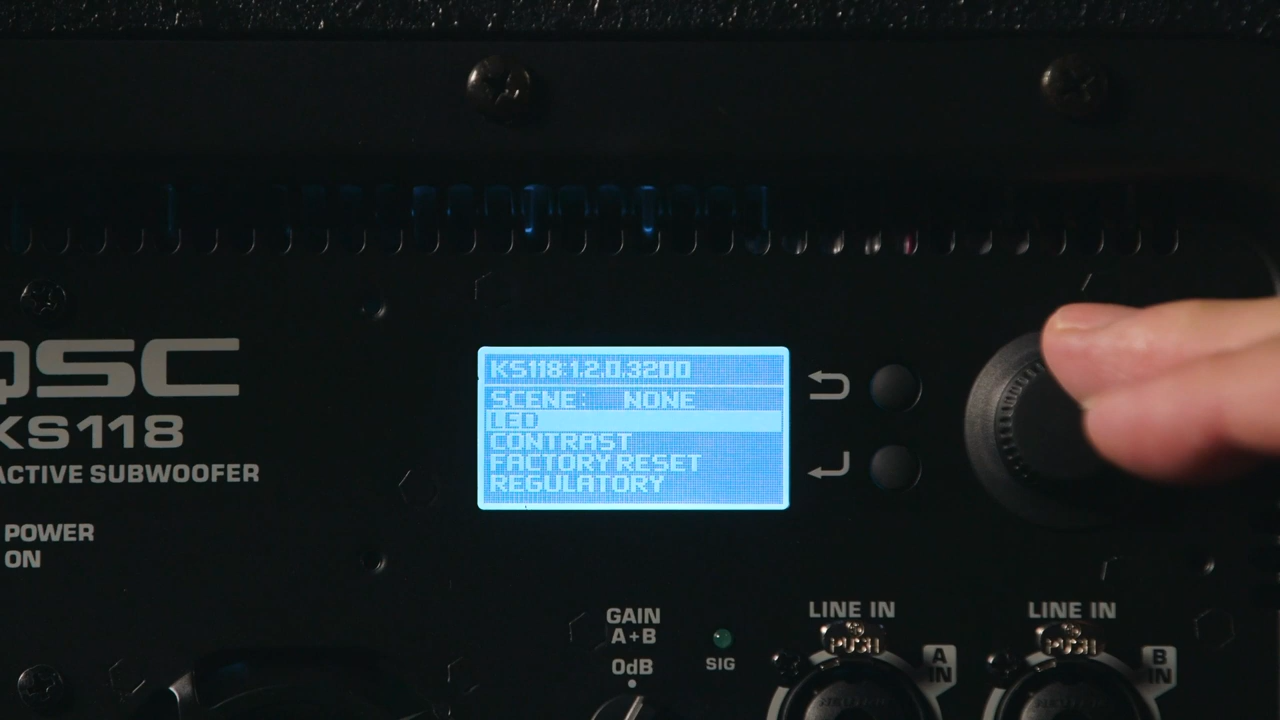 QSC
KS118
ACTIVE SUBWOOFER
POWER
ON
KS118:1.2.0.3200
SCENE: NONE
LED
CONTRAST
FACTORY RESET
REGULATORY
GAIN
A+B
0dB
SIG
LINE IN
PUSH
A
IN
LINE IN
PUSH
B
IN